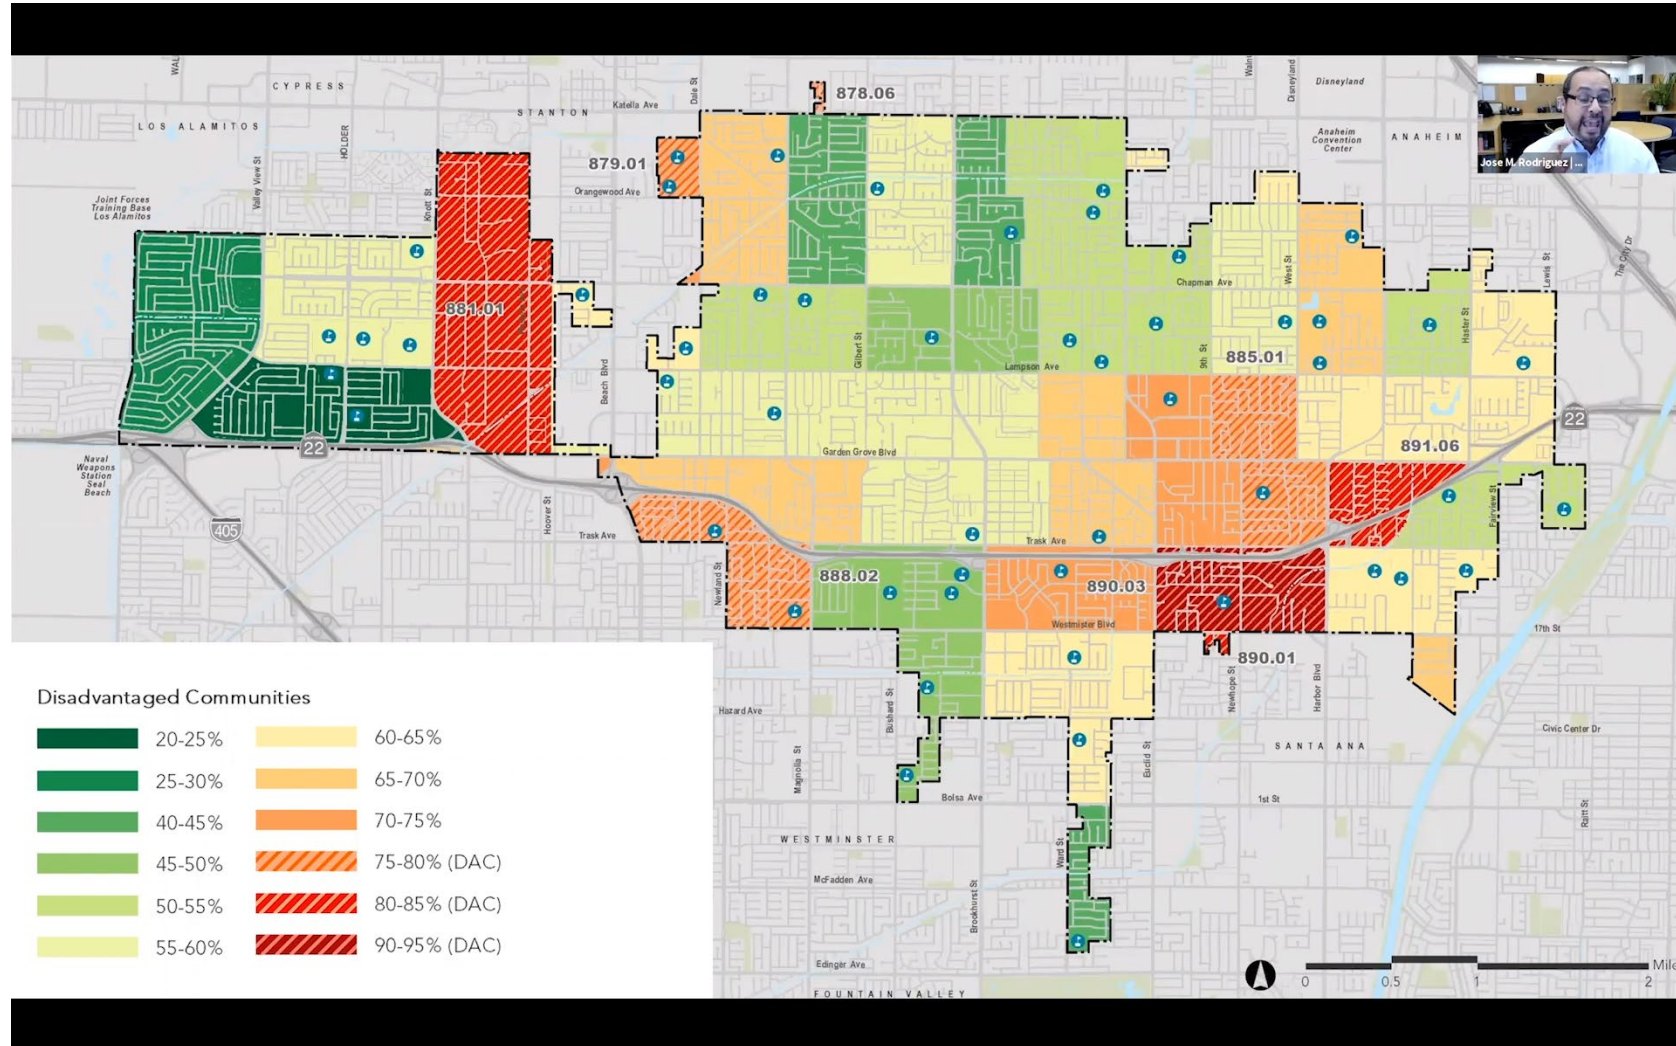 WAL
CYPRESS
LOS ALAMITOS
HOLDER
Valley View St
Knott St
STANTON
Katella Ave
Dale St
878.06
879.01
Orangewood Ave
Disneyland
Disneyland
Anaheim
Convention
Center
ANAHEIM
Jose M. Rodriguez | ...
Joint Forces
Training Base
Los Alamitos
The City Dr
Lewis St
West St
Chapman Ave
881.01
Haster St
Gilbert St
9th St
885.01
Lampson Ave
Beach Blvd
22
22
Garden Grove Blvd
891.06
Naval
Weapons
Station
Seal
Beach
405
Hoover St
Trask Ave
Trask Ave
Fairview St
Newland St
888.02
890.03
Westminster Blvd
17th St
890.01
Newhope St
Harbor Blvd
Hazard Ave
Bushard St
Magnolia St
Euclid St
SANTA ANA
Civic Center Dr
Bolsa Ave
1st St
Raitt St
WESTMINSTER
Ward St
McFadden Ave
Brookhurst St
Edinger Ave
FOUNTAIN VALLEY
Disadvantaged Communities
20-25%
25-30%
40-45%
45-50%
50-55%
55-60%
60-65%
65-70%
70-75%
75-80% (DAC)
80-85% (DAC)
90-95% (DAC)
0 0.5 1 2
Mile